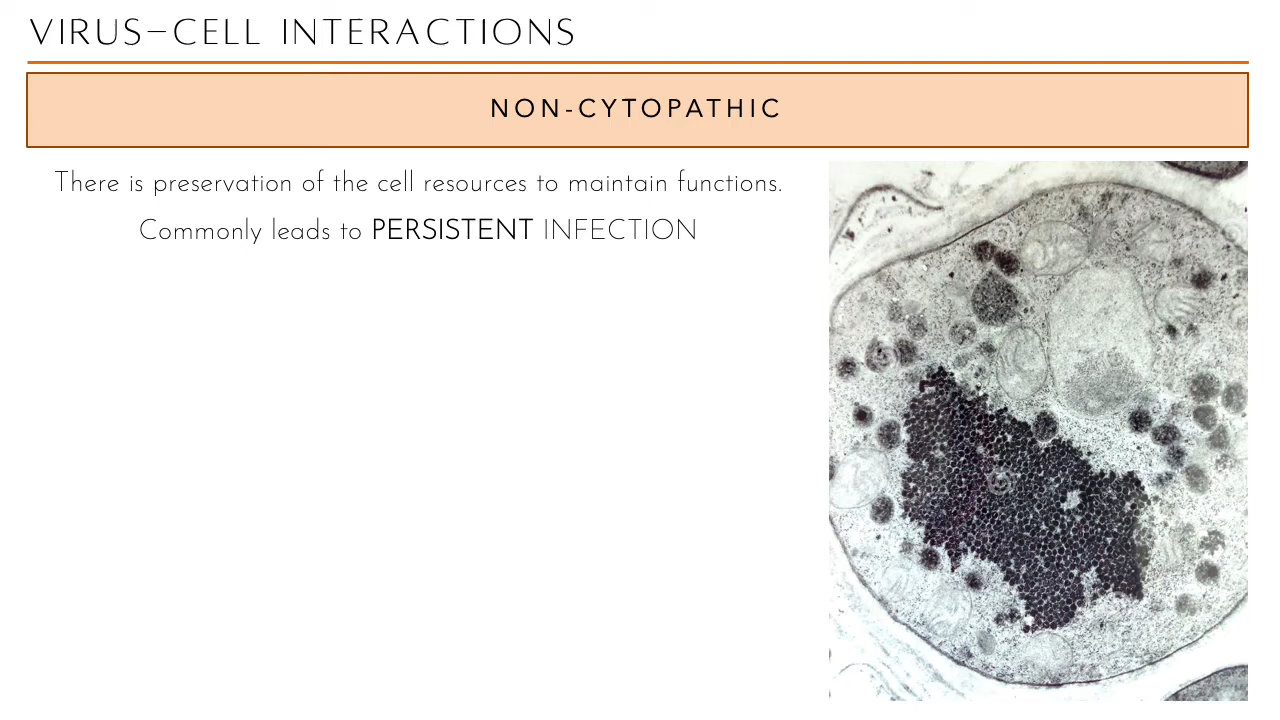 VIRUS–CELL INTERACTIONS
NON-CYTOPATHIC
There is preservation of the cell resources to maintain functions.
Commonly leads to PERSISTENT INFECTION